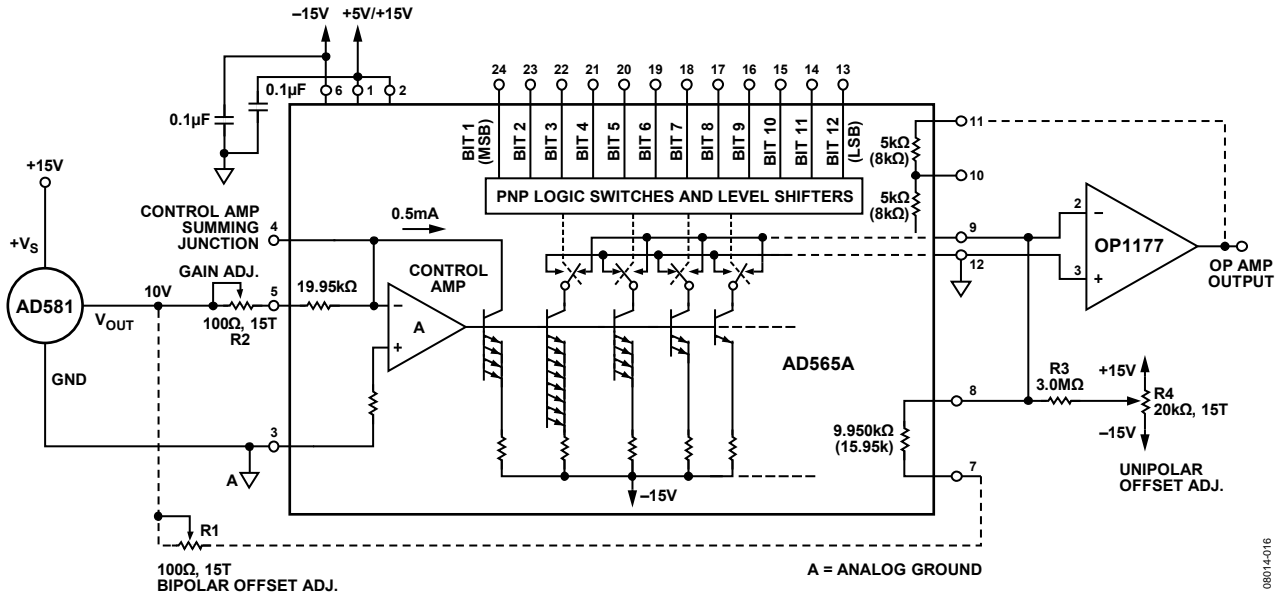 –15V
+5V/+15V
0.1µF
0.1µF
6
1
2
24
23
22
21
20
19
18
17
16
15
14
13
BIT 1
(MSB)
BIT 2
BIT 3
BIT 4
BIT 5
BIT 6
BIT 7
BIT 8
BIT 9
BIT 10
BIT 11
BIT 12
(LSB)
PNP LOGIC SWITCHES AND LEVEL SHIFTERS
5kΩ
(8kΩ)
5kΩ
(8kΩ)
11
10
9
12
2
–
3
+
OP1177
OP AMP
OUTPUT
+15V
+VS
AD581
VOUT
GND
10V
CONTROL AMP
SUMMING
JUNCTION
4
0.5mA
GAIN ADJ.
5
100Ω, 15T
R2
19.95kΩ
CONTROL
AMP
–
A
+
3
A
AD565A
–15V
9.950kΩ
(15.95k)
8
7
R3
3.0MΩ
+15V
R4
20kΩ, 15T
–15V
UNIPOLAR
OFFSET ADJ.
R1
100Ω, 15T
BIPOLAR OFFSET ADJ.
A = ANALOG GROUND
08014-016